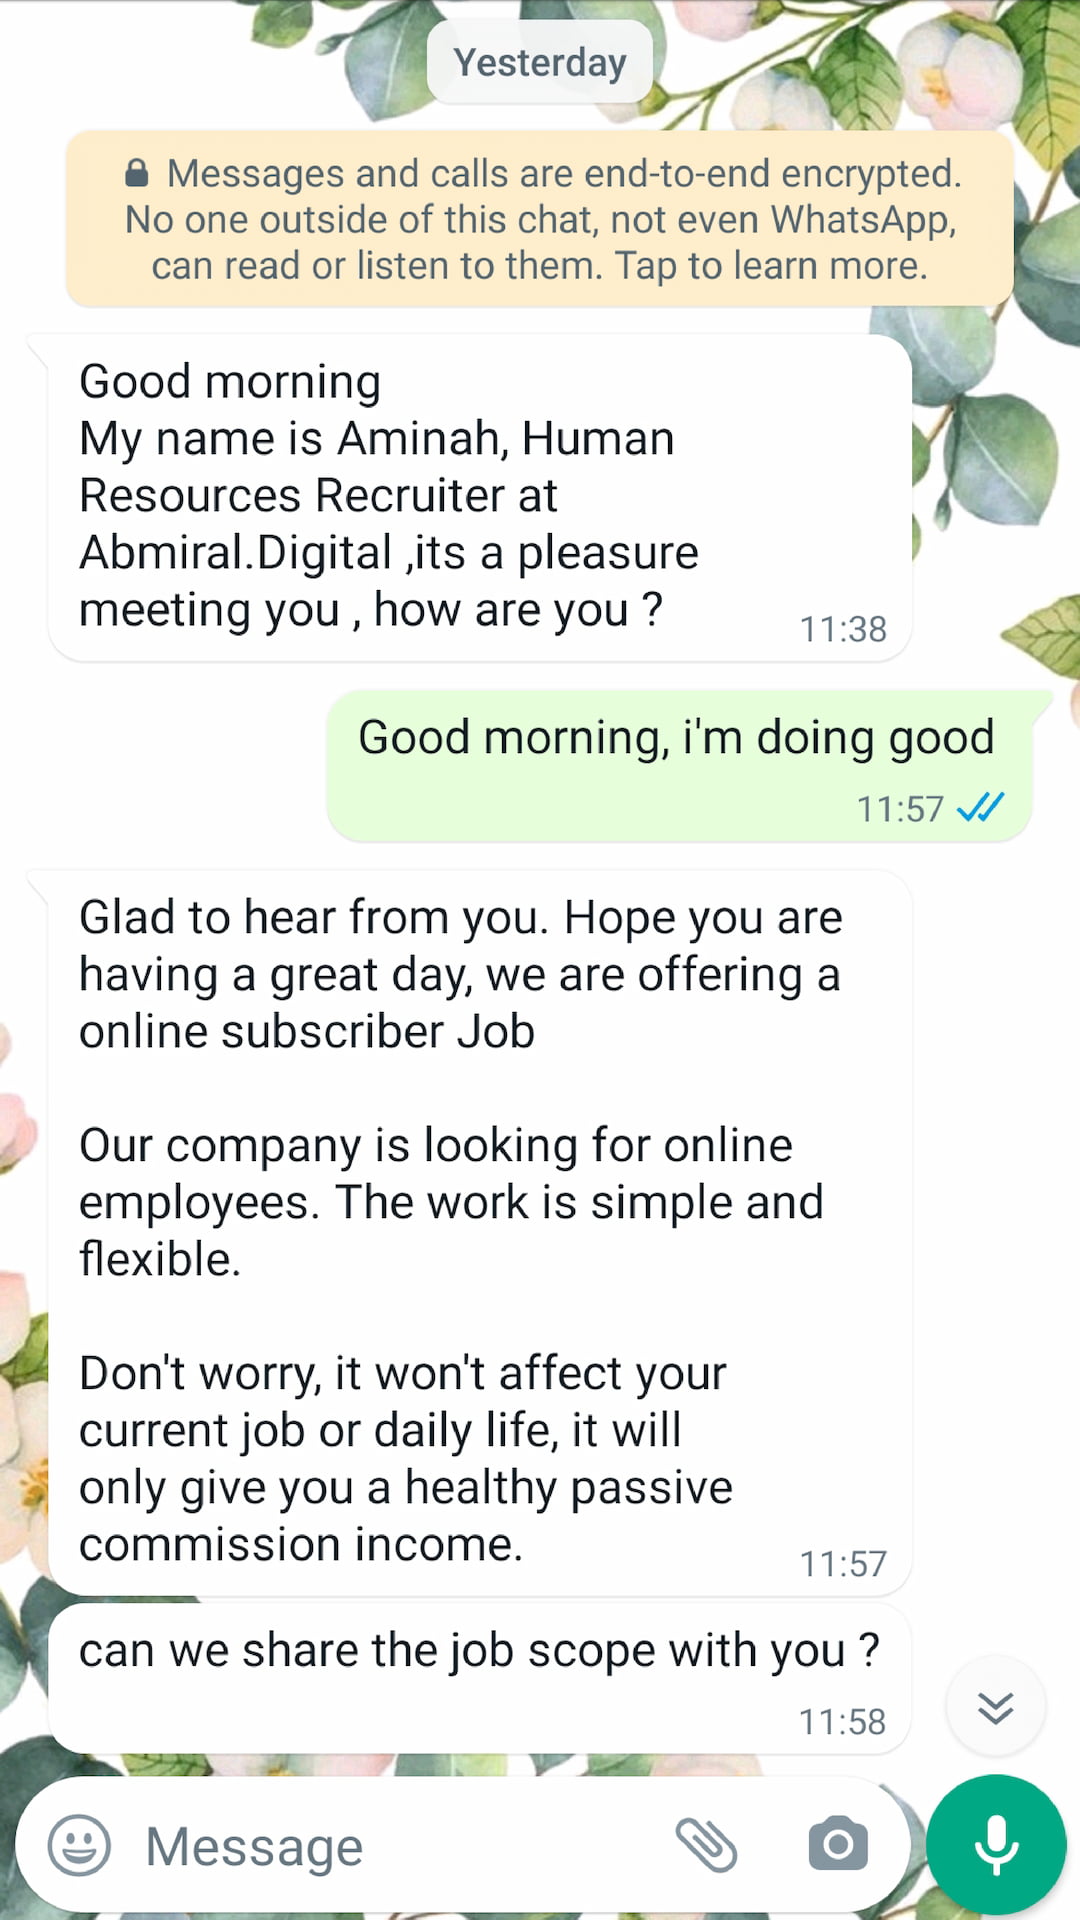 Yesterday
Messages and calls are end-to-end encrypted.
No one outside of this chat, not even WhatsApp,
can read or listen to them. Tap to learn more.
Good morning
My name is Aminah, Human
Resources Recruiter at
Abmiral.Digital ,its a pleasure
meeting you , how are you ?
11:38
Good morning, i'm doing good
11:57
Glad to hear from you. Hope you are
having a great day, we are offering a
online subscriber Job
Our company is looking for online
employees. The work is simple and
flexible.
Don't worry, it won't affect your
current job or daily life, it will
only give you a healthy passive
commission income.
11:57
can we share the job scope with you ?
11:58
Message